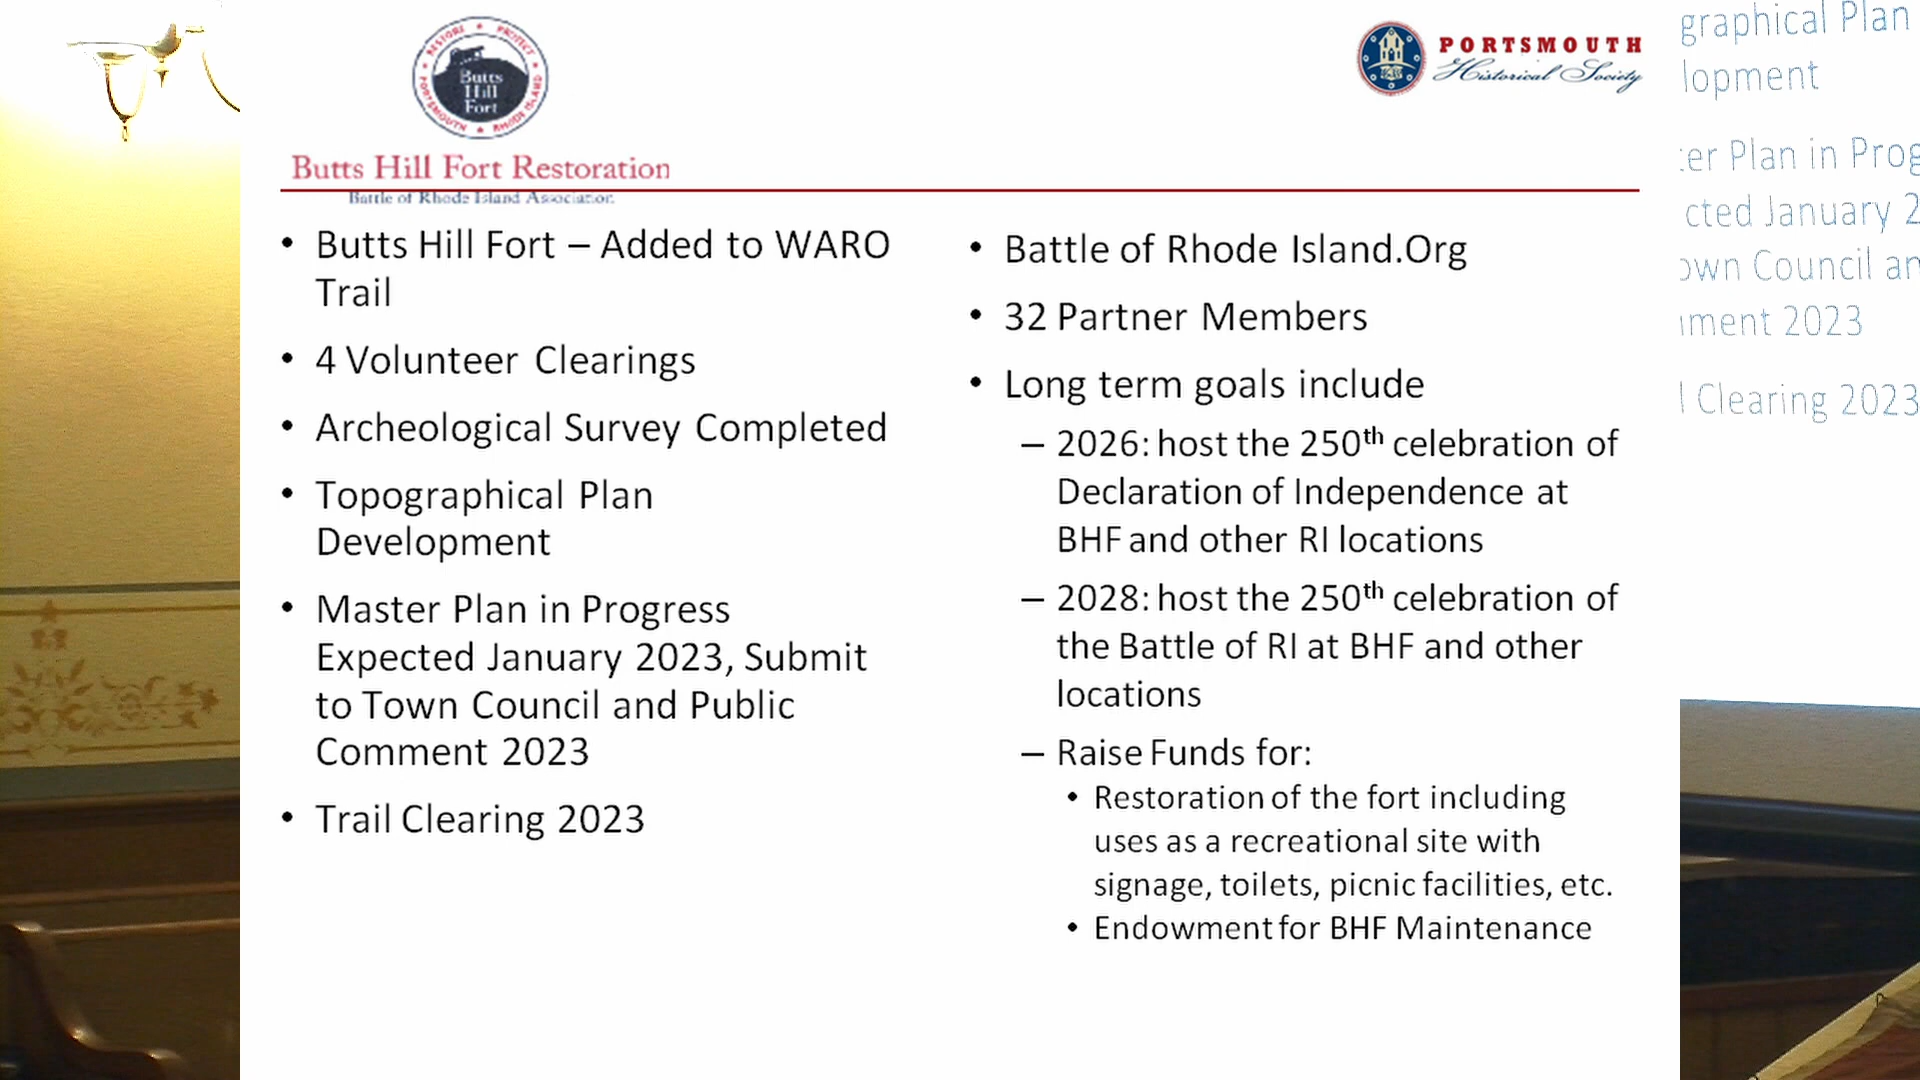 RESTORE ★ PROTECT
Butts
Hill
Fort
PORTSMOUTH ★ RHODE ISLAND
Butts Hill Fort Restoration
Battle of Rhode Island Association
PORTSMOUTH
Historical Society
• Butts Hill Fort – Added to WARO
Trail
• 4 Volunteer Clearings
• Archeological Survey Completed
• Topographical Plan
Development
• Master Plan in Progress
Expected January 2023, Submit
to Town Council and Public
Comment 2023
• Trail Clearing 2023
• Battle of Rhode Island.Org
• 32 Partner Members
• Long term goals include
– 2026: host the 250th celebration of
Declaration of Independence at
BHF and other RI locations
– 2028: host the 250th celebration of
the Battle of RI at BHF and other
locations
– Raise Funds for:
• Restoration of the fort including
uses as a recreational site with
signage, toilets, picnic facilities, etc.
• Endowment for BHF Maintenance
graphical Plan
lopment
er Plan in Prog
cted January 2
own Council an
ment 2023
l Clearing 2023